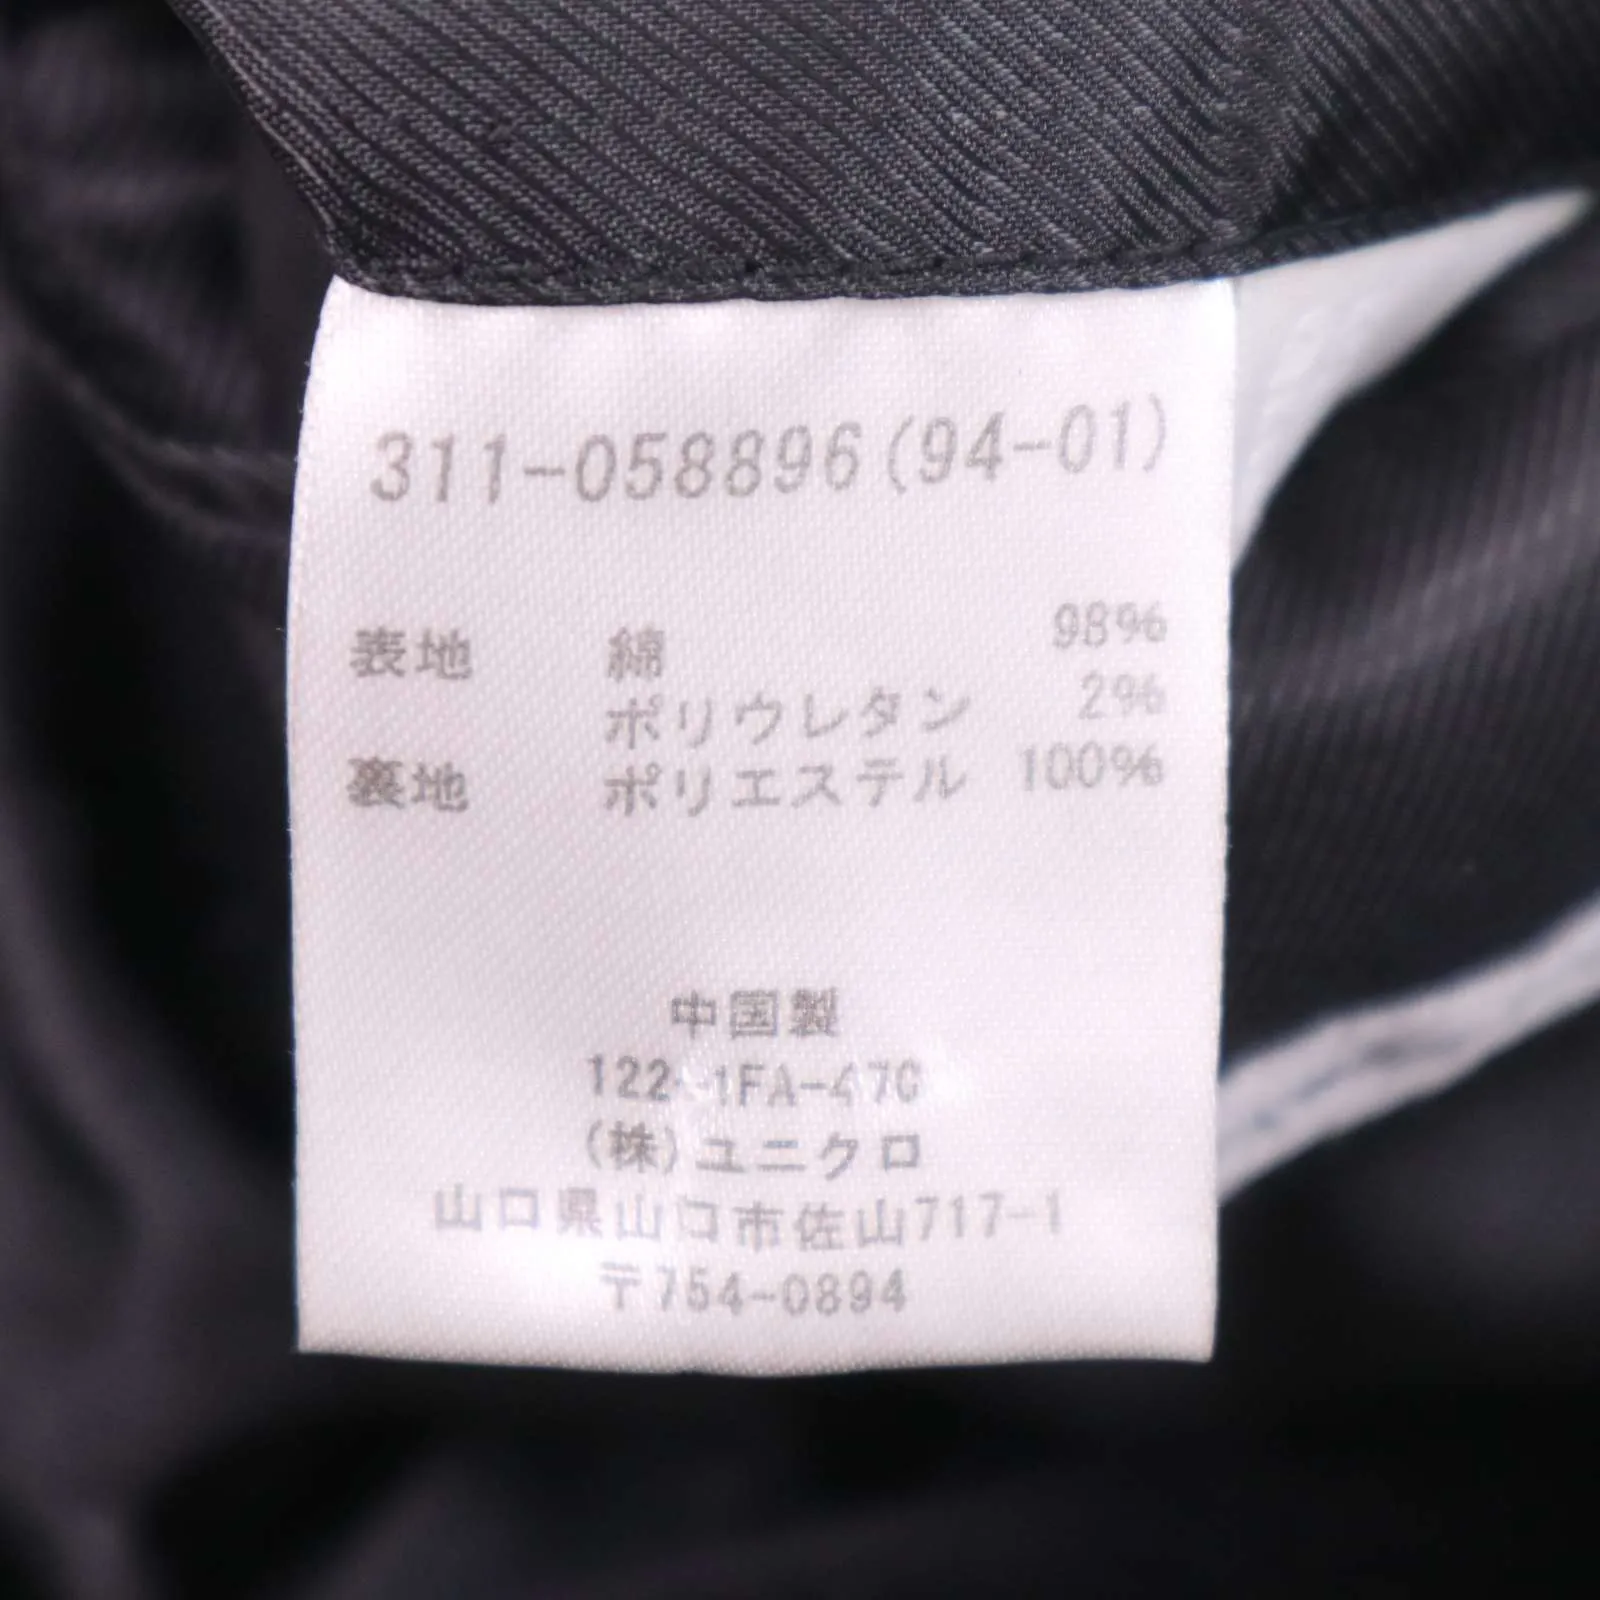 311-058896(94-01)
表地 綿 98%
ポリウレタン 2%
裏地 ポリエステル 100%
中国製
122-1FA-47C
(株)ユニクロ
山口県山口市佐山717-1
〒754-0894